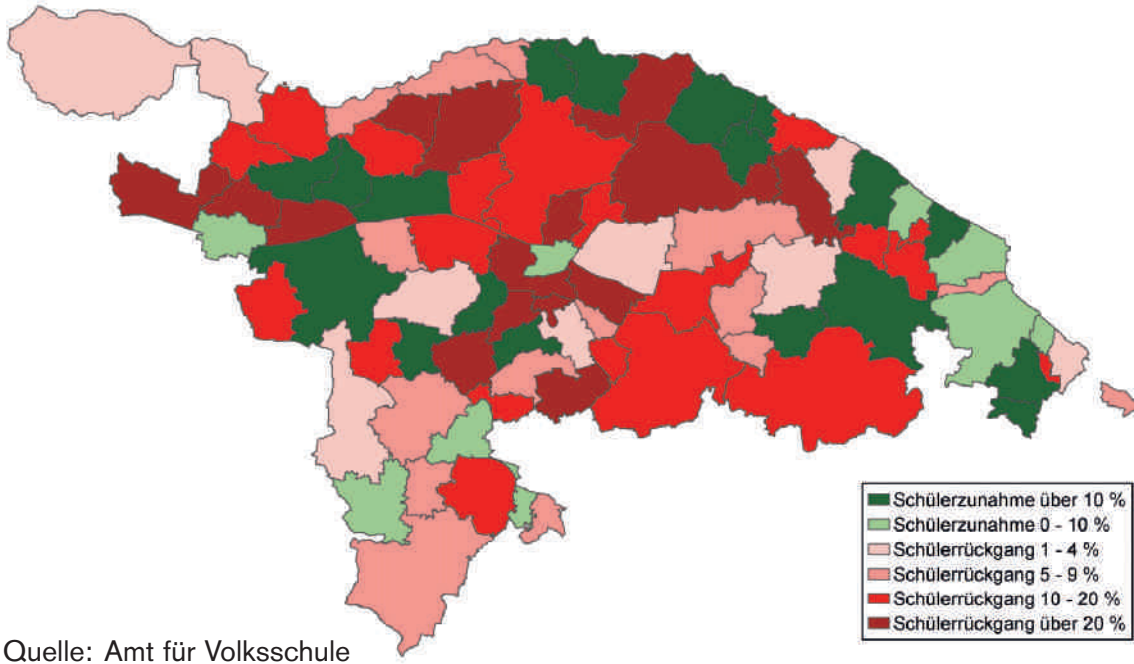 Schülerzunahme über 10 %
Schülerzunahme 0 - 10 %
Schülerrückgang 1 - 4 %
Schülerrückgang 5 - 9 %
Schülerrückgang 10 - 20 %
Schülerrückgang über 20 %
Quelle: Amt für Volksschule